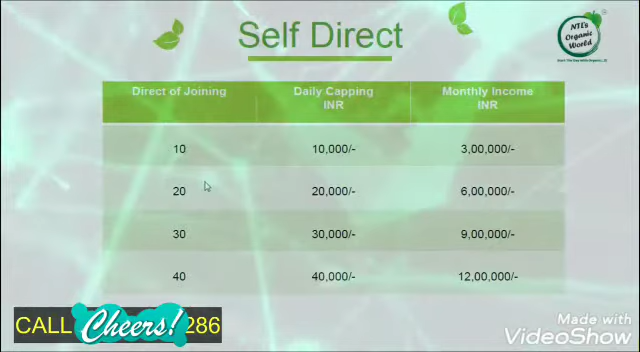 Self Direct
NTL's
Organic
World
Direct of Joining Daily Capping INR Monthly Income INR
10 10,000/- 3,00,000/-
20 20,000/- 6,00,000/-
30 30,000/- 9,00,000/-
40 40,000/- 12,00,000/-
CALL Cheers! 286
Made with
VideoShow